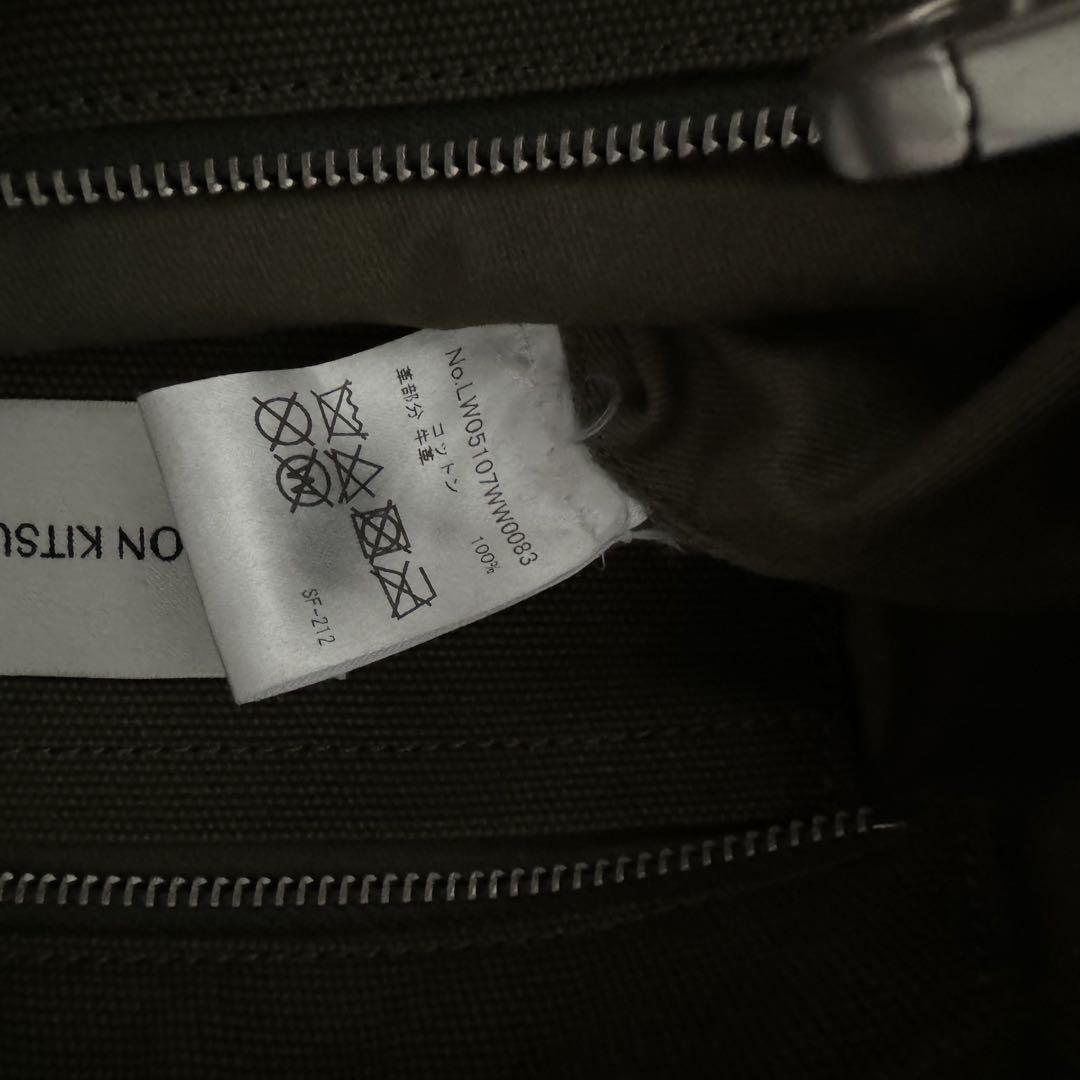 No.LW05107WW0083
コットン 100%
革部分 牛革
SF-212
ON KITSU